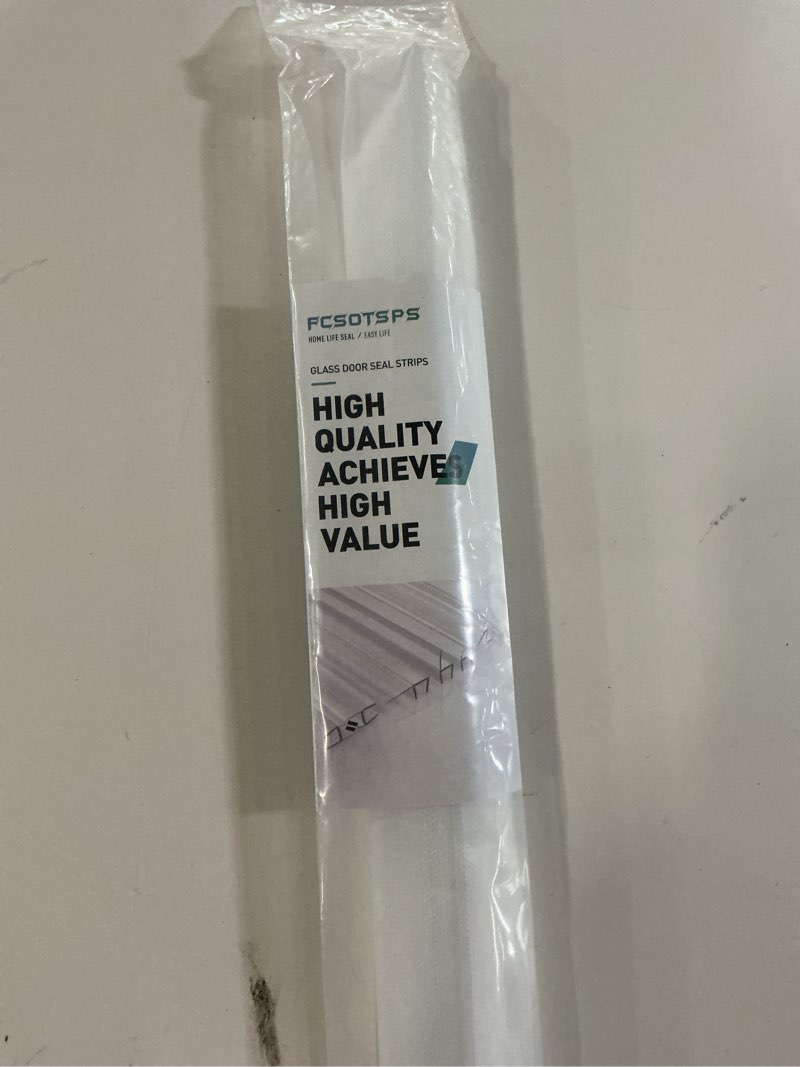 FCSOTSPS
HOME LIFE SEAL / EASY LIFE
GLASS DOOR SEAL STRIPS
HIGH
QUALITY
ACHIEVES
HIGH
VALUE